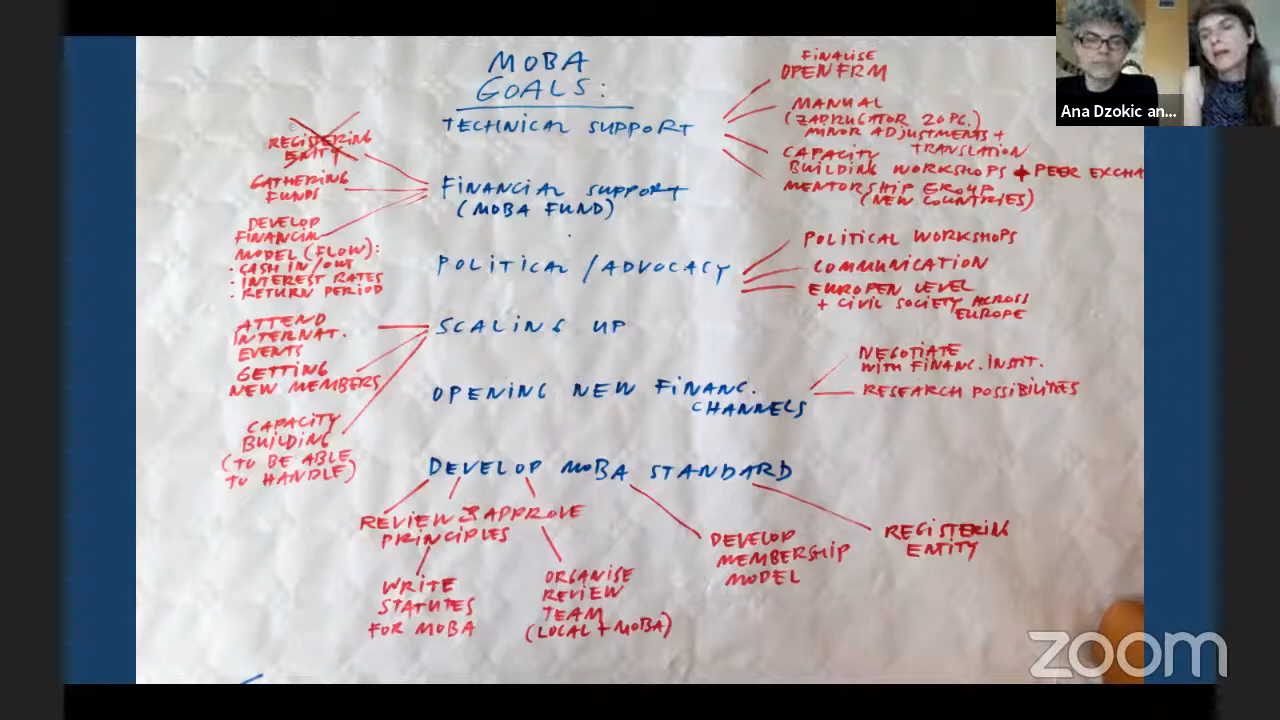 MOBA
GOALS:
TECHNICAL SUPPORT
FINALISE
OPEN FRM
MANUAL
(ZADRUGATOR 20 PC.)
MINOR ADJUSTMENTS +
TRANSLATION
CAPACITY
BUILDING WORKSHOPS + PEER EXCHA
MENTORSHIP GROUP
(NEW COUNTRIES)
FINANCIAL SUPPORT
(MOBA FUND)
REGISTERING
ENTITY
GATHERING
FUNDS
DEVELOP
FINANCIAL
MODEL (FLOW):
• CASH IN/OUT
• INTEREST RATES
• RETURN PERIOD
POLITICAL / ADVOCACY
POLITICAL WORKSHOPS
COMMUNICATION
EUROPEN LEVEL
+ CIVIL SOCIETY ACROSS
EUROPE
SCALING UP
ATTEND
INTERNAT.
EVENTS
GETTING
NEW MEMBERS
CAPACITY
BUILDING
(TO BE ABLE
TO HANDLE)
OPENING NEW FINANC.
CHANNELS
NEGOTIATE
WITH FINANC. INSTIT.
RESEARCH POSSIBILITIES
DEVELOP MOBA STANDARD
REVIEW & APPROVE
PRINCIPLES
WRITE
STATUTES
FOR MOBA
ORGANISE
REVIEW
TEAM
(LOCAL + MOBA)
DEVELOP
MEMBERSHIP
MODEL
REGISTERING
ENTITY
Ana Dzokic an...
zoom